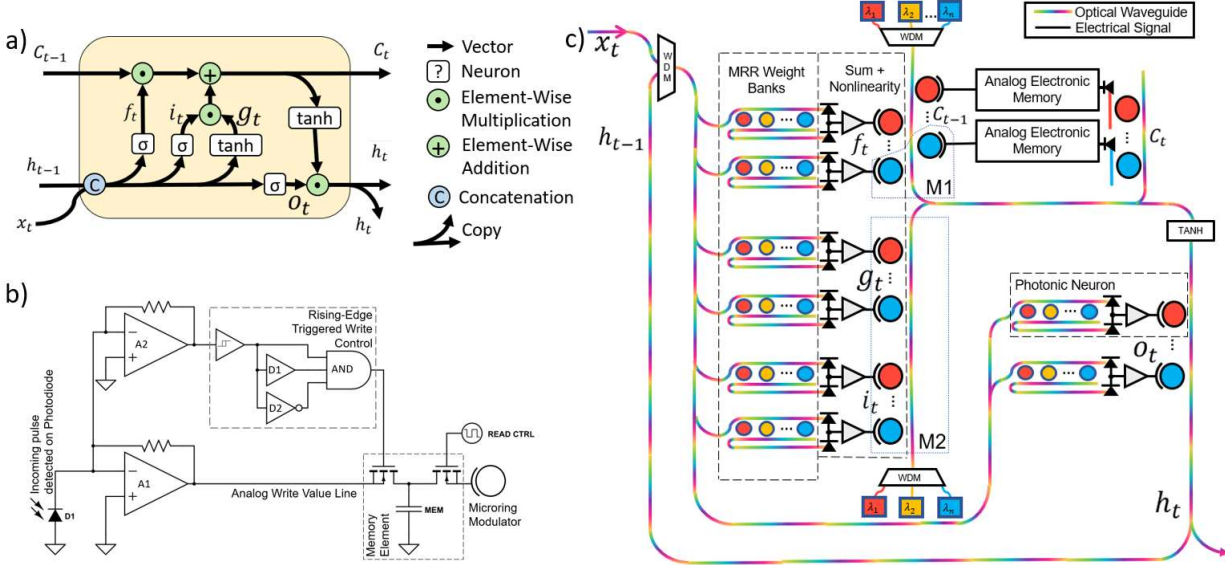 a)
C_{t-1}
C_t
f_t
i_t
g_t
tanh
σ
σ
tanh
h_{t-1}
h_t
C
σ
o_t
x_t
h_t
Vector
?
Neuron
Element-Wise
Multiplication
Element-Wise
Addition
C
Concatenation
Copy
b)
Rising-Edge
Triggered Write
Control
A2
D1
AND
D2
READ CTRL
Incoming pulse
detected on Photodiode
D1
A1
Analog Write Value Line
MEM
Memory
Element
Microring
Modulator
c)
x_t
W
D
M
h_{t-1}
λ1
λ2
...
λn
WDM
Optical Waveguide
Electrical Signal
MRR Weight
Banks
Sum +
Nonlinearity
Analog Electronic
Memory
Analog Electronic
Memory
C_{t-1}
C_t
f_t
M1
TANH
g_t
Photonic Neuron
o_t
i_t
M2
WDM
λ1
λ2
λn
h_t